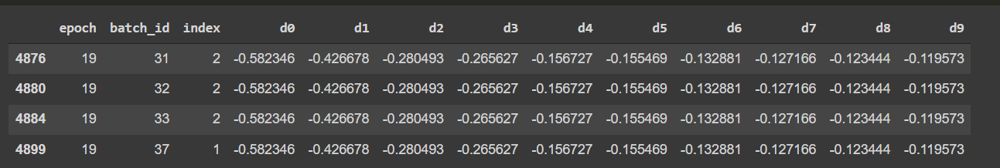 epoch batch_id index d0 d1 d2 d3 d4 d5 d6 d7 d8 d9
4876 19 31 2 -0.582346 -0.426678 -0.280493 -0.265627 -0.156727 -0.155469 -0.132881 -0.127166 -0.123444 -0.119573
4880 19 32 2 -0.582346 -0.426678 -0.280493 -0.265627 -0.156727 -0.155469 -0.132881 -0.127166 -0.123444 -0.119573
4884 19 33 2 -0.582346 -0.426678 -0.280493 -0.265627 -0.156727 -0.155469 -0.132881 -0.127166 -0.123444 -0.119573
4899 19 37 1 -0.582346 -0.426678 -0.280493 -0.265627 -0.156727 -0.155469 -0.132881 -0.127166 -0.123444 -0.119573